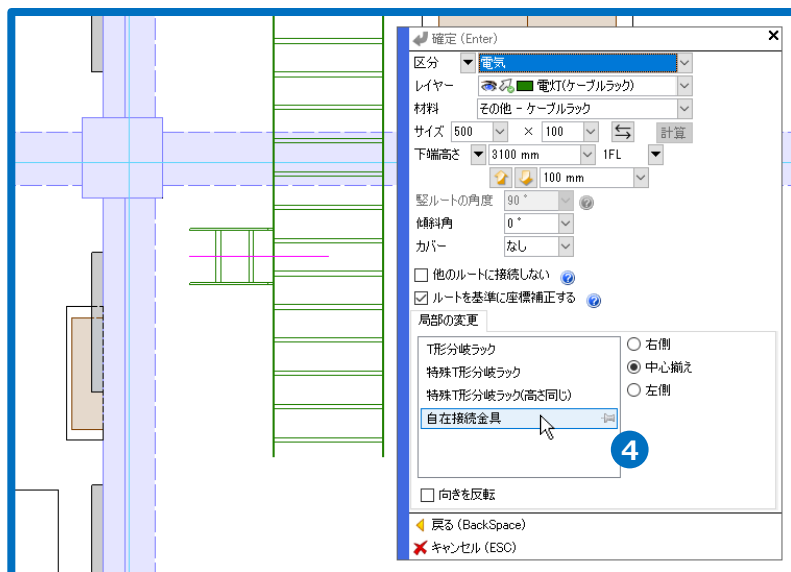 確定 (Enter)
区分 電気
レイヤー 電灯(ケーブルラック)
材料 その他 - ケーブルラック
サイズ 500 × 100 計算
下端高さ 3100 mm 1FL
100 mm
竪ルートの角度 90 °
傾斜角 0 °
カバー なし
他のルートに接続しない
ルートを基準に座標補正する
局部の変更
T形分岐ラック
特殊T形分岐ラック
特殊T形分岐ラック(高さ同じ)
自在接続金具
右側
中心揃え
左側
4
向きを反転
戻る (BackSpace)
キャンセル (ESC)